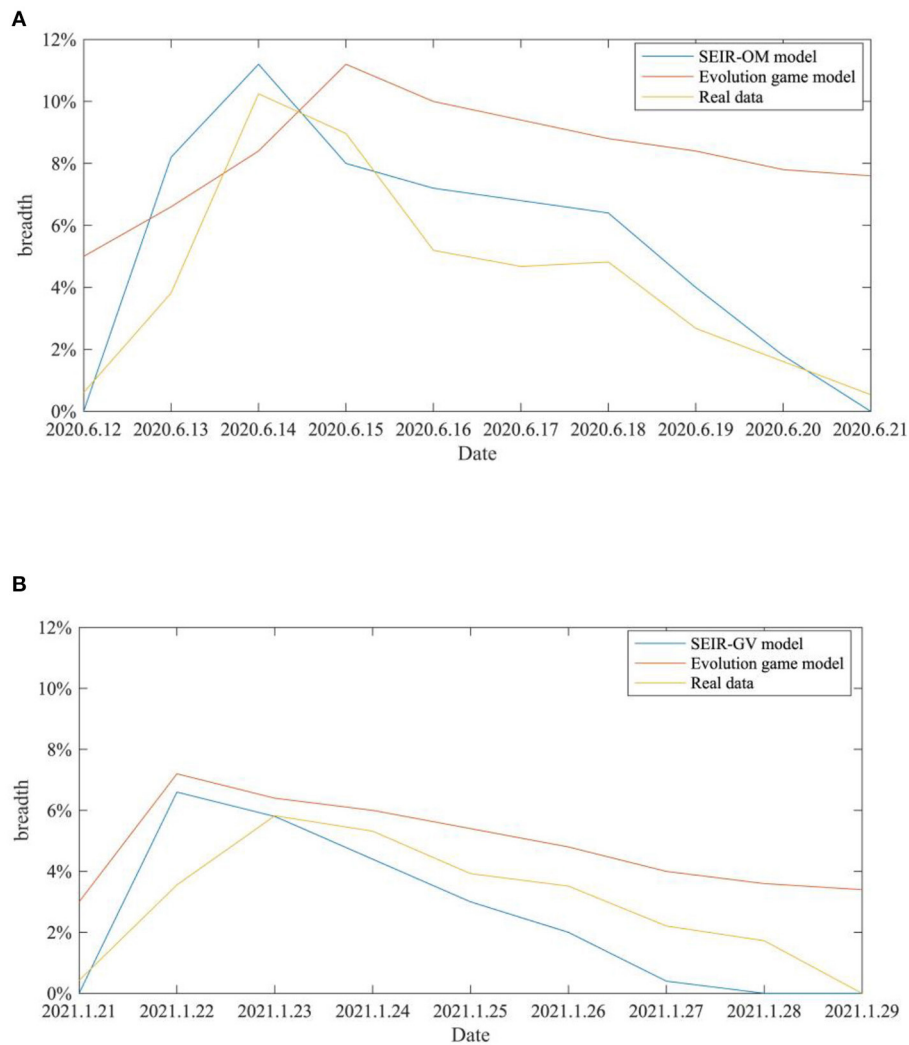 A
12%
10%
8%
6%
4%
2%
0%
breadth
SEIR-OM model
Evolution game model
Real data
2020.6.12 2020.6.13 2020.6.14 2020.6.15 2020.6.16 2020.6.17 2020.6.18 2020.6.19 2020.6.20 2020.6.21
Date
B
12%
10%
8%
6%
4%
2%
0%
breadth
SEIR-GV model
Evolution game model
Real data
2021.1.21 2021.1.22 2021.1.23 2021.1.24 2021.1.25 2021.1.26 2021.1.27 2021.1.28 2021.1.29
Date